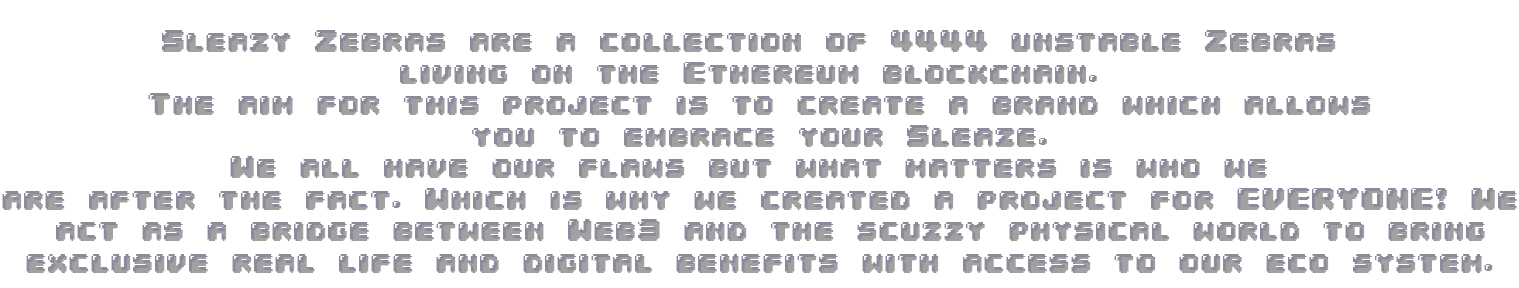 Sleazy Zebras are a collection of 4444 unstable Zebras
living on the Ethereum blockchain.
The aim for this project is to create a brand which allows
you to embrace your Sleaze.
We all have our flaws but what matters is who we
are after the fact. Which is why we created a project for EVERYONE! We
act as a bridge between Web3 and the scuzzy physical world to bring
exclusive real life and digital benefits with access to our eco system.